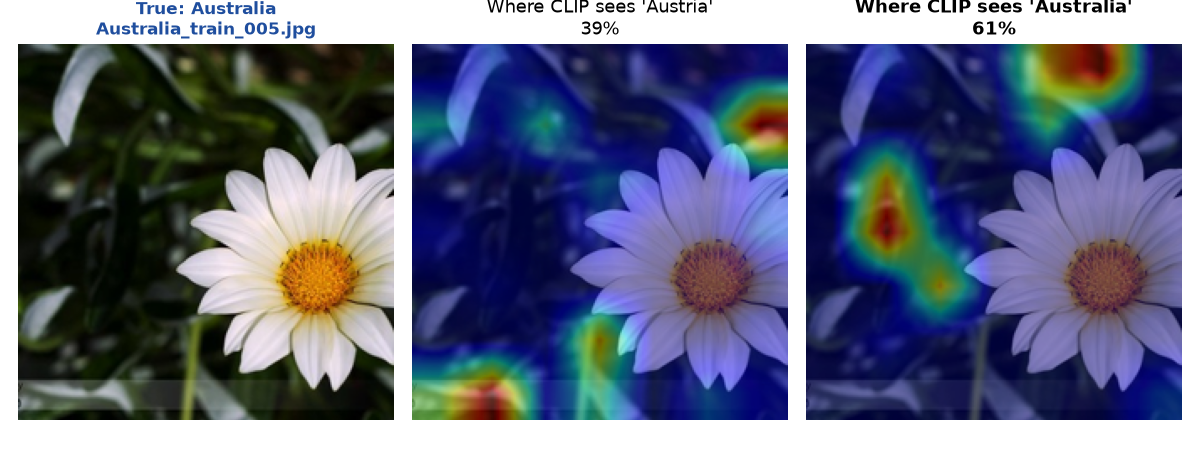 True: Australia
Australia_train_005.jpg
Where CLIP sees 'Austria'
39%
Where CLIP sees 'Australia'
61%